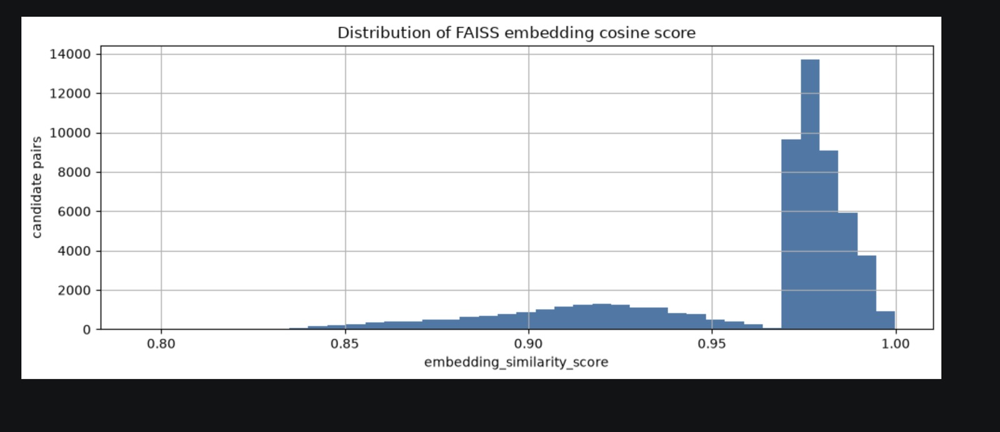 Distribution of FAISS embedding cosine score
14000
12000
10000
8000
6000
4000
2000
0
candidate pairs
0.80 0.85 0.90 0.95 1.00
embedding_similarity_score